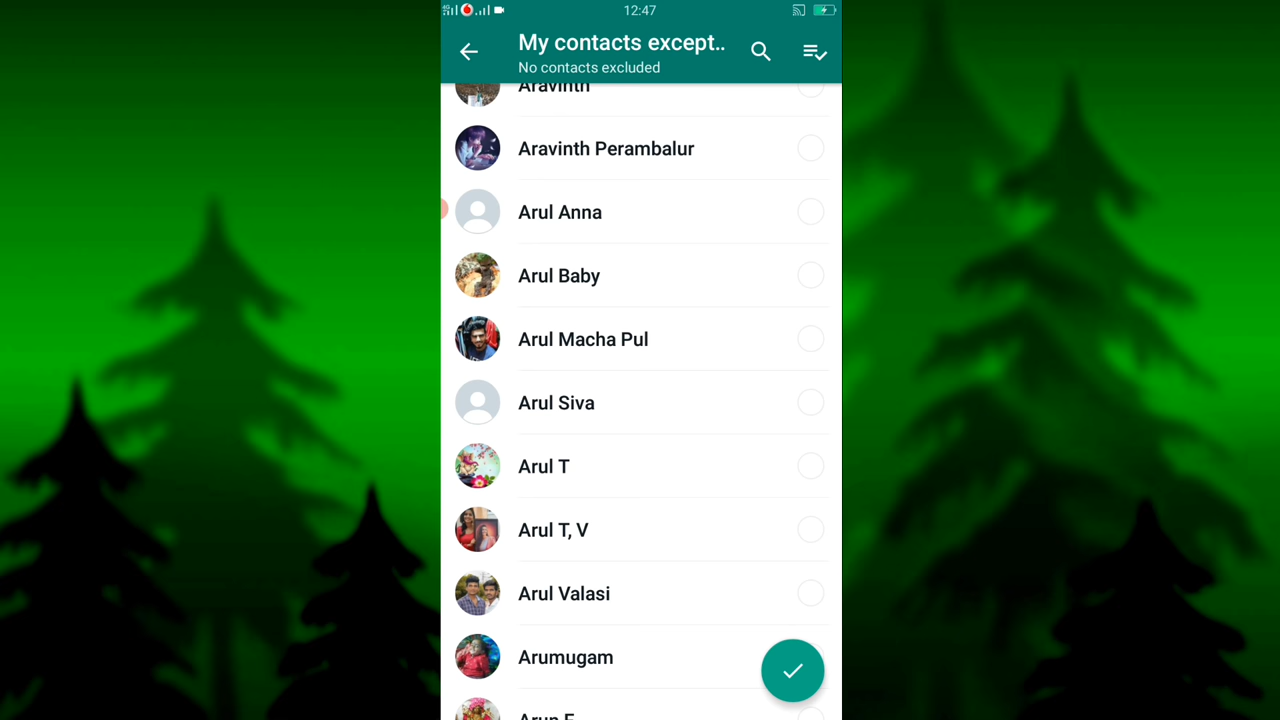 12:47
My contacts except..
No contacts excluded
Aravinth
Aravinth Perambalur
Arul Anna
Arul Baby
Arul Macha Pul
Arul Siva
Arul T
Arul T, V
Arul Valasi
Arumugam